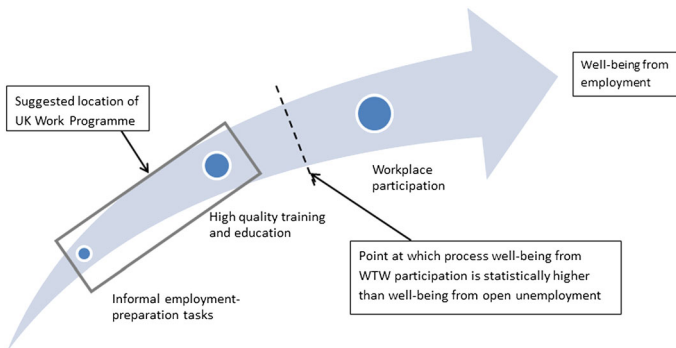 Well-being from
employment
Suggested location of
UK Work Programme
Workplace
participation
High quality training
and education
Point at which process well-being from
WTW participation is statistically higher
than well-being from open unemployment
Informal employment-
preparation tasks